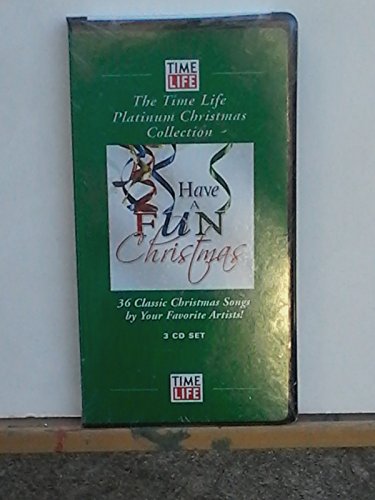 TIME
LIFE
The Time Life
Platinum Christmas
Collection
Have
A
FUN
Christmas
36 Classic Christmas Songs
by Your Favorite Artists!
3 CD SET
TIME
LIFE